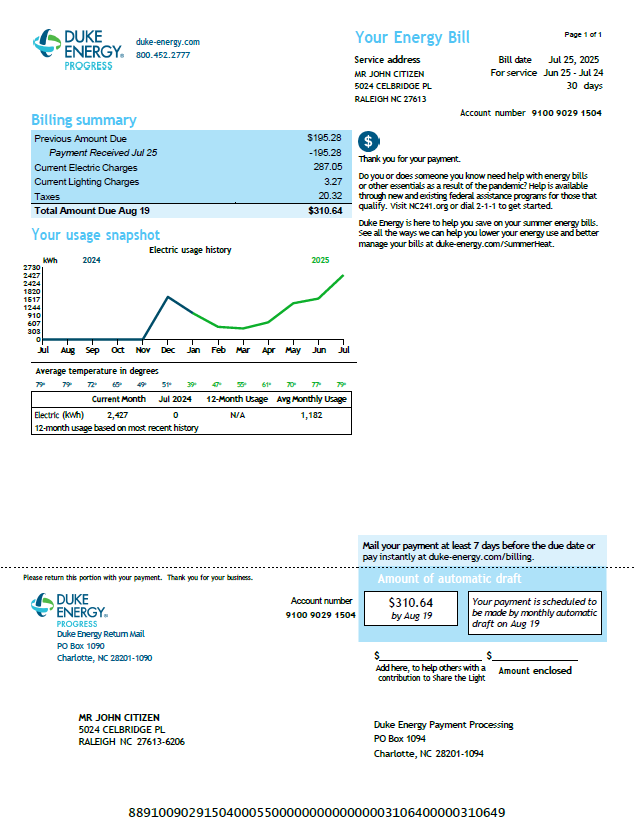 DUKE
ENERGY®
PROGRESS
duke-energy.com
800.452.2777
Your Energy Bill
Page 1 of 1
Service address
MR JOHN CITIZEN
5024 CELBRIDGE PL
RALEIGH NC 27613
Bill date Jul 25, 2025
For service Jun 25 - Jul 24
30 days
Account number 9100 9029 1504
Billing summary
Previous Amount Due $195.28
Payment Received Jul 25 -195.28
Current Electric Charges 287.05
Current Lighting Charges 3.27
Taxes 20.32
Total Amount Due Aug 19 $310.64
$
Thank you for your payment.
Do you or does someone you know need help with energy bills
or other essentials as a result of the pandemic? Help is available
through new and existing federal assistance programs for those that
qualify. Visit NC241.org or dial 2-1-1 to get started.
Duke Energy is here to help you save on your summer energy bills.
See all the ways we can help you lower your energy use and better
manage your bills at duke-energy.com/SummerHeat.
Your usage snapshot
Electric usage history
kWh 2024 2025
2730
2427
2124
1820
1517
1244
910
607
303
0
Jul Aug Sep Oct Nov Dec Jan Feb Mar Apr May Jun Jul
Average temperature in degrees
79° 79° 72° 65° 49° 51° 39° 47° 55° 61° 70° 77° 79°
Current Month Jul 2024 12-Month Usage Avg Monthly Usage
Electric (kWh) 2,427 0 N/A 1,182
12-month usage based on most recent history
Mail your payment at least 7 days before the due date or
pay instantly at duke-energy.com/billing.
Please return this portion with your payment. Thank you for your business.
Amount of automatic draft
DUKE
ENERGY®
PROGRESS
Duke Energy Return Mail
PO Box 1090
Charlotte, NC 28201-1090
Account number
9100 9029 1504
$310.64
by Aug 19
Your payment is scheduled to
be made by monthly automatic
draft on Aug 19
$ $
Add here, to help others with a
contribution to Share the Light
Amount enclosed
MR JOHN CITIZEN
5024 CELBRIDGE PL
RALEIGH NC 27613-6206
Duke Energy Payment Processing
PO Box 1094
Charlotte, NC 28201-1094